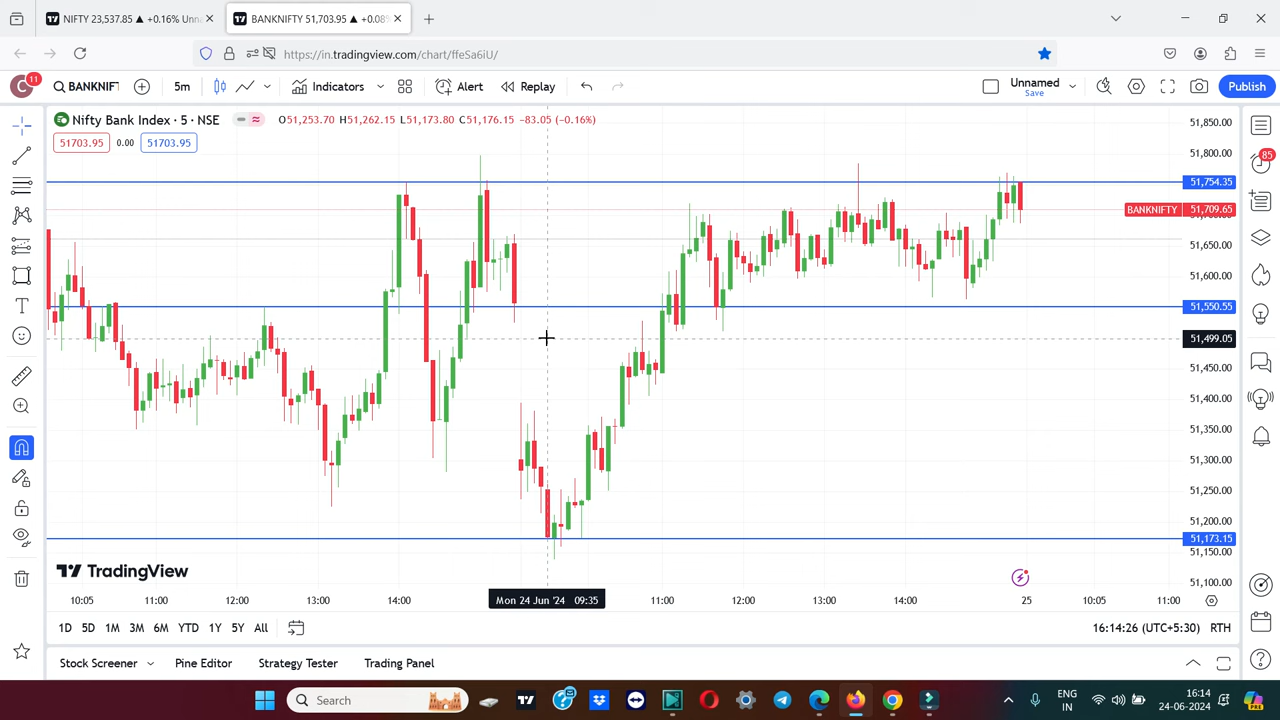 NIFTY 23,537.85 ▲ +0.16% Unna
BANKNIFTY 51,703.95 ▲ +0.08%
https://in.tradingview.com/chart/ffeSa6iU/
C 11
BANKNIFT 5m Indicators Alert Replay
Unnamed
Save
Publish
Nifty Bank Index · 5 · NSE
O51,253.70 H51,262.15 L51,173.80 C51,176.15 −83.05 (−0.16%)
51703.95 0.00 51703.95
51,850.00
51,800.00
51,754.35
BANKNIFTY 51,709.65
51,650.00
51,600.00
51,550.55
51,499.05
51,450.00
51,400.00
51,350.00
51,300.00
51,250.00
51,200.00
51,173.15
51,150.00
51,100.00
85
TradingView
10:05 11:00 12:00 13:00 14:00 Mon 24 Jun '24 09:35 11:00 12:00 13:00 14:00 25 10:05 11:00
1D 5D 1M 3M 6M YTD 1Y 5Y All
16:14:26 (UTC+5:30) RTH
Stock Screener Pine Editor Strategy Tester Trading Panel
Search
ENG
IN
16:14
24-06-2024